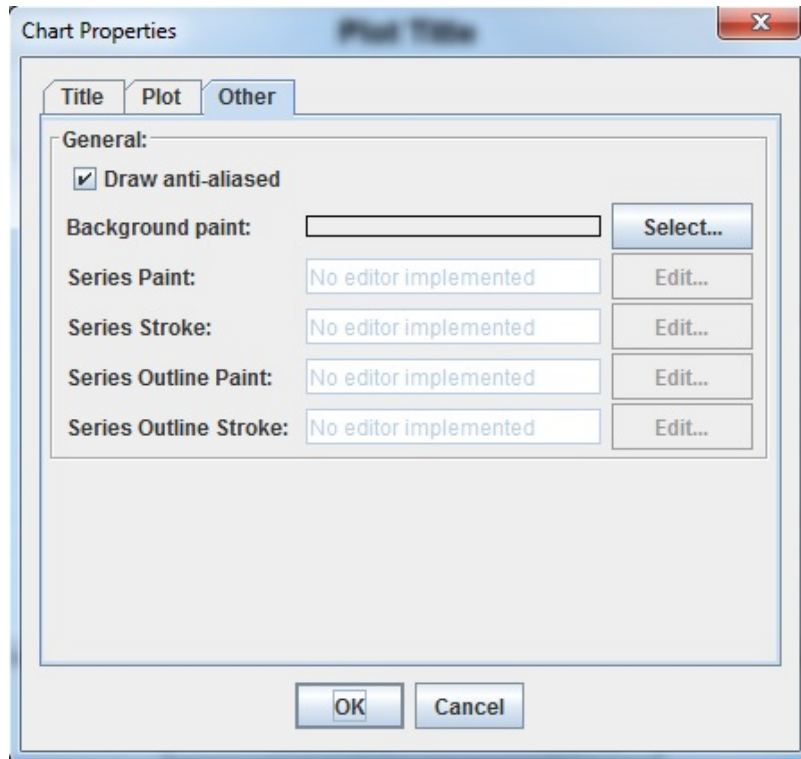 Chart Properties Plot Title X
Title Plot Other
General:
Draw anti-aliased
Background paint: Select...
Series Paint: No editor implemented Edit...
Series Stroke: No editor implemented Edit...
Series Outline Paint: No editor implemented Edit...
Series Outline Stroke: No editor implemented Edit...
OK Cancel